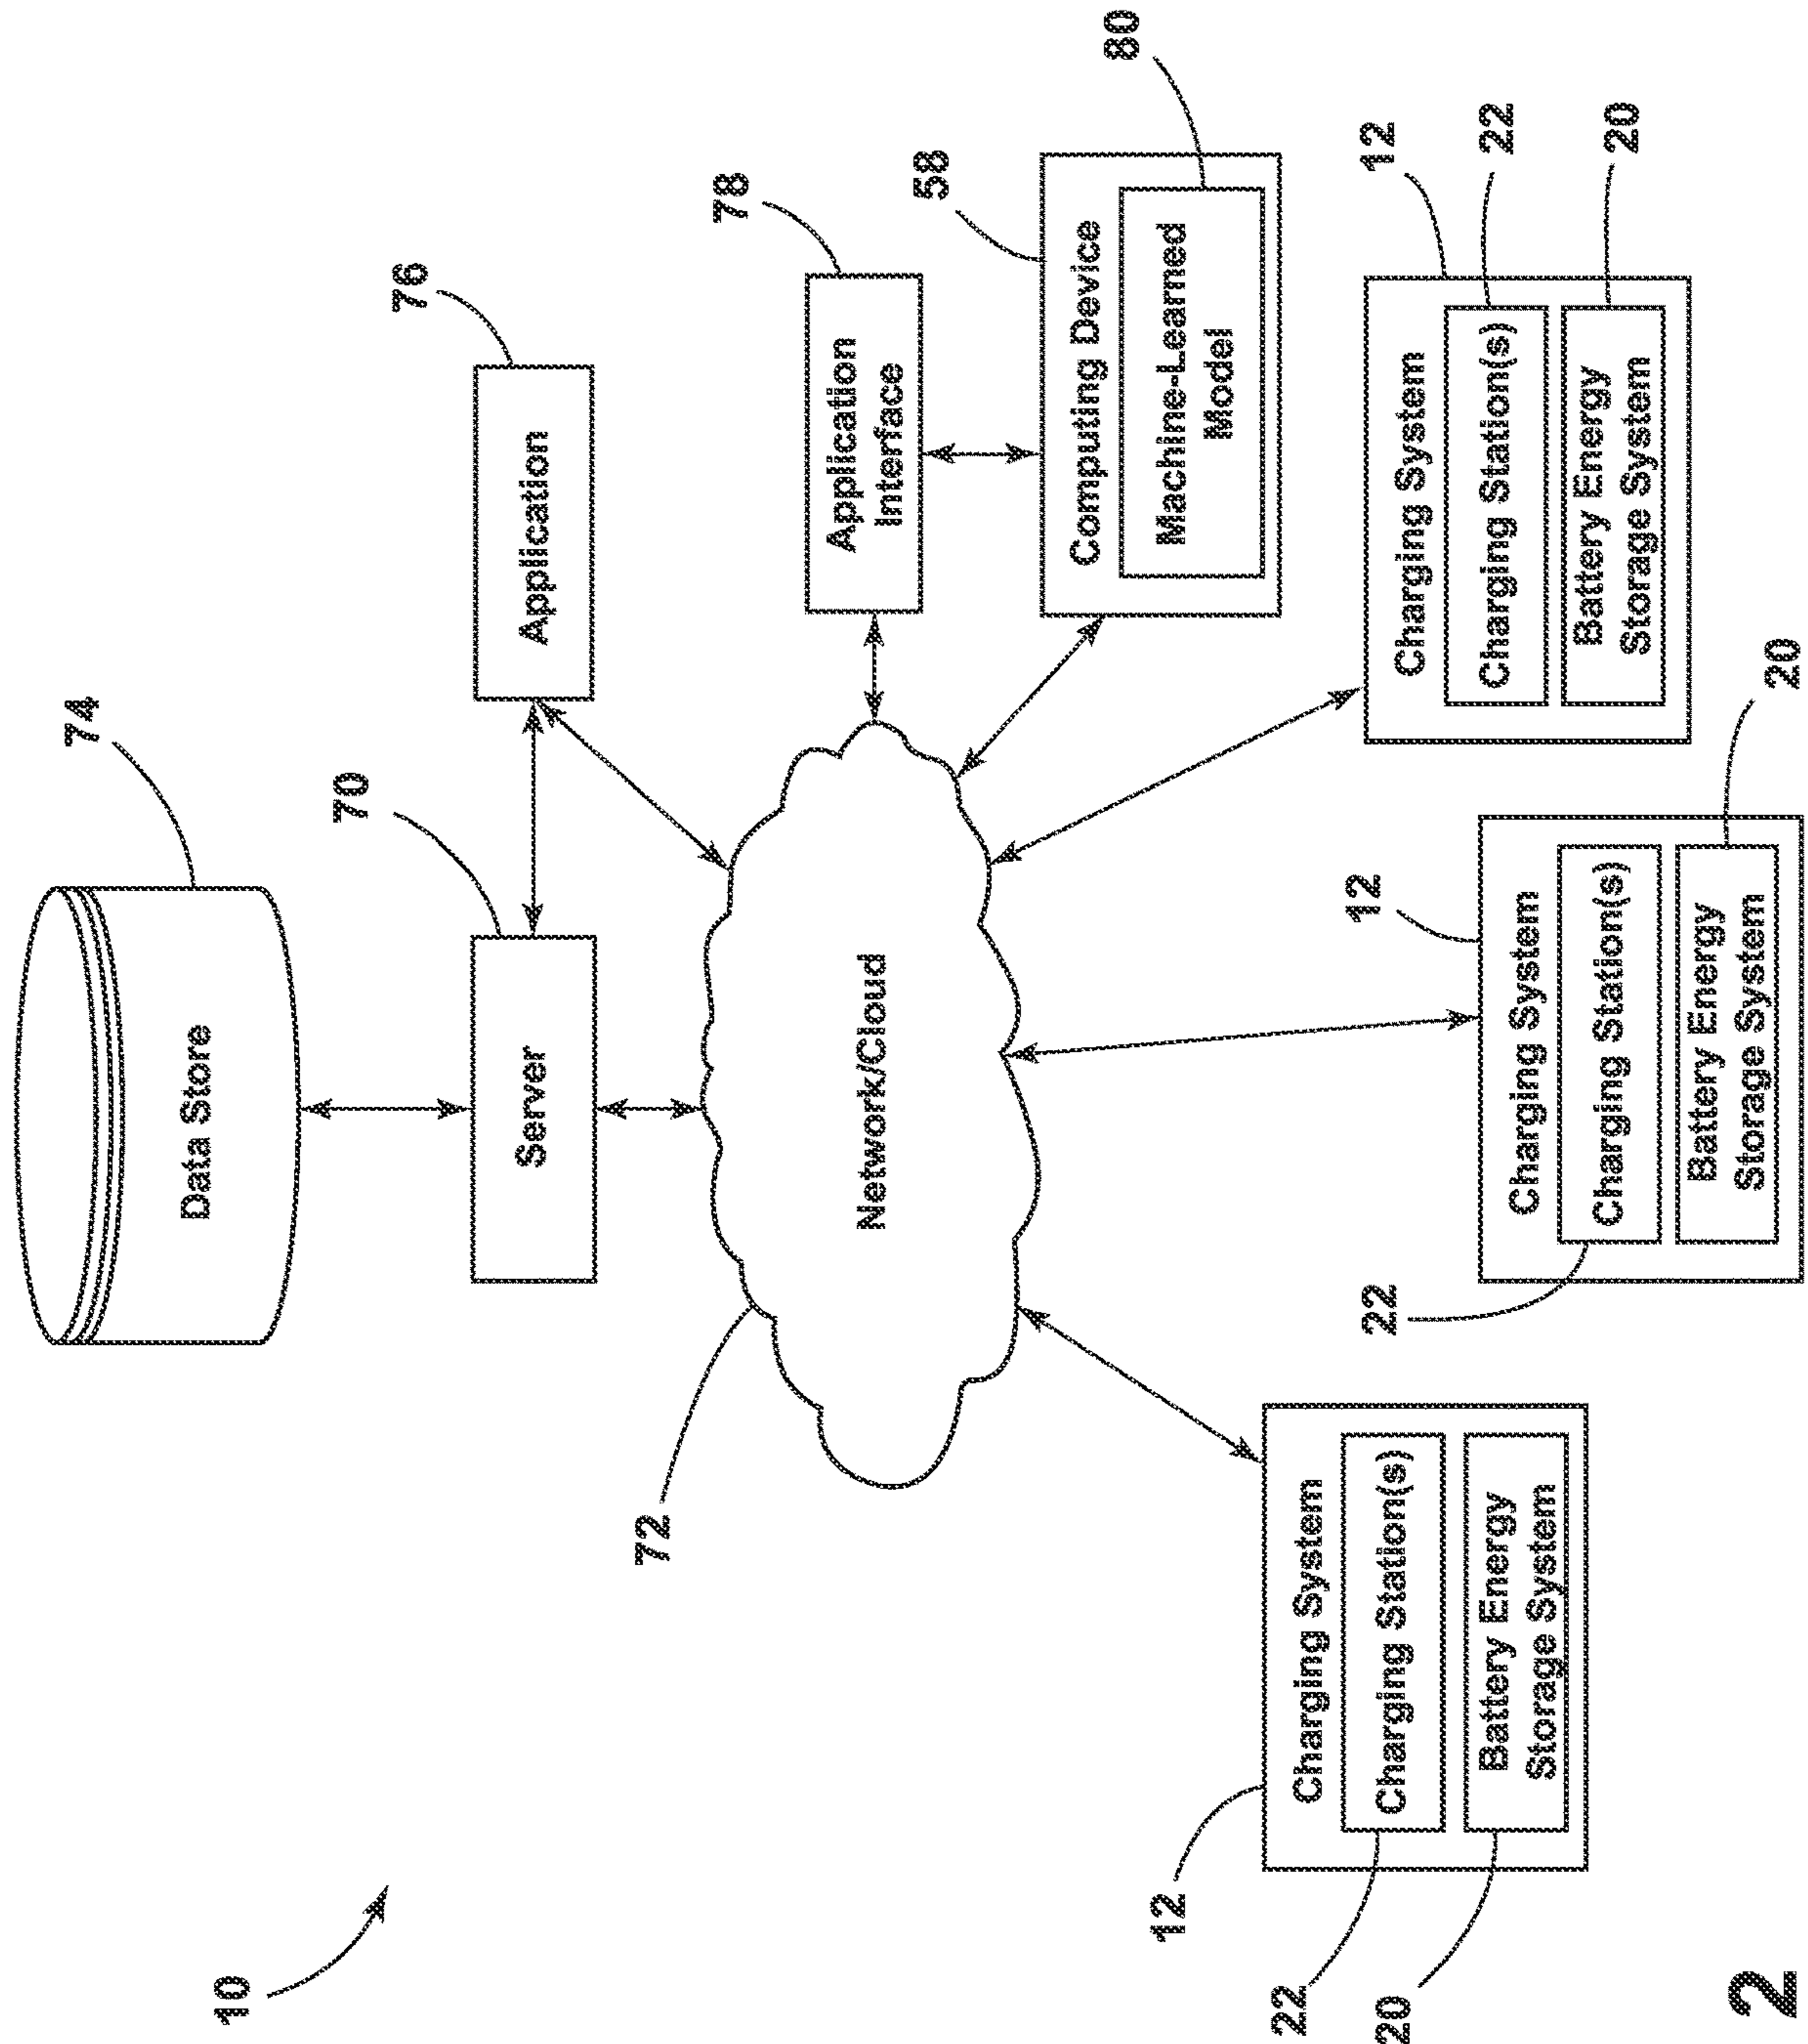 10
74
Data Store
70
Server
76
Application
72
Network/Cloud
78
Application
Interface
58
Computing Device
80
Machine-Learned
Model
12
Charging System
22
Charging Station(s)
20
Battery Energy
Storage System
12
Charging System
22
Charging Station(s)
20
Battery Energy
Storage System
12
Charging System
22
Charging Station(s)
20
Battery Energy
Storage System
2